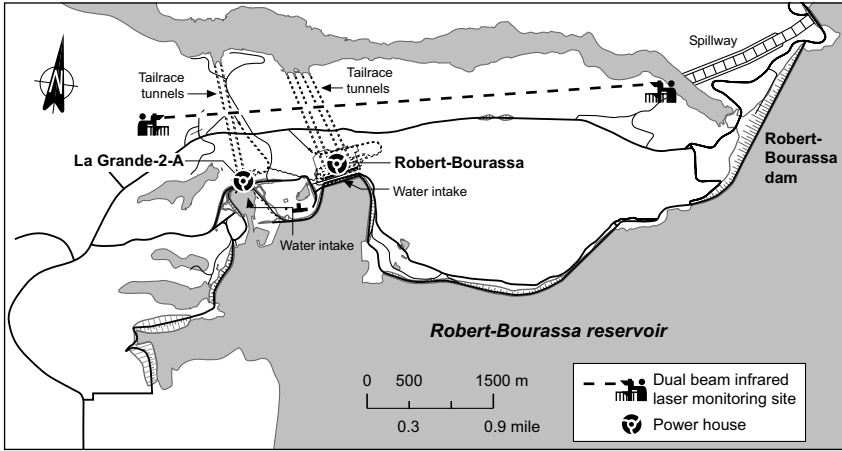 Spillway
Tailrace
tunnels
Tailrace
tunnels
La Grande-2-A
Robert-Bourassa
Robert-
Bourassa
dam
Water intake
Water intake
Robert-Bourassa reservoir
0 500 1500 m
0.3 0.9 mile
Dual beam infrared
laser monitoring site
Power house